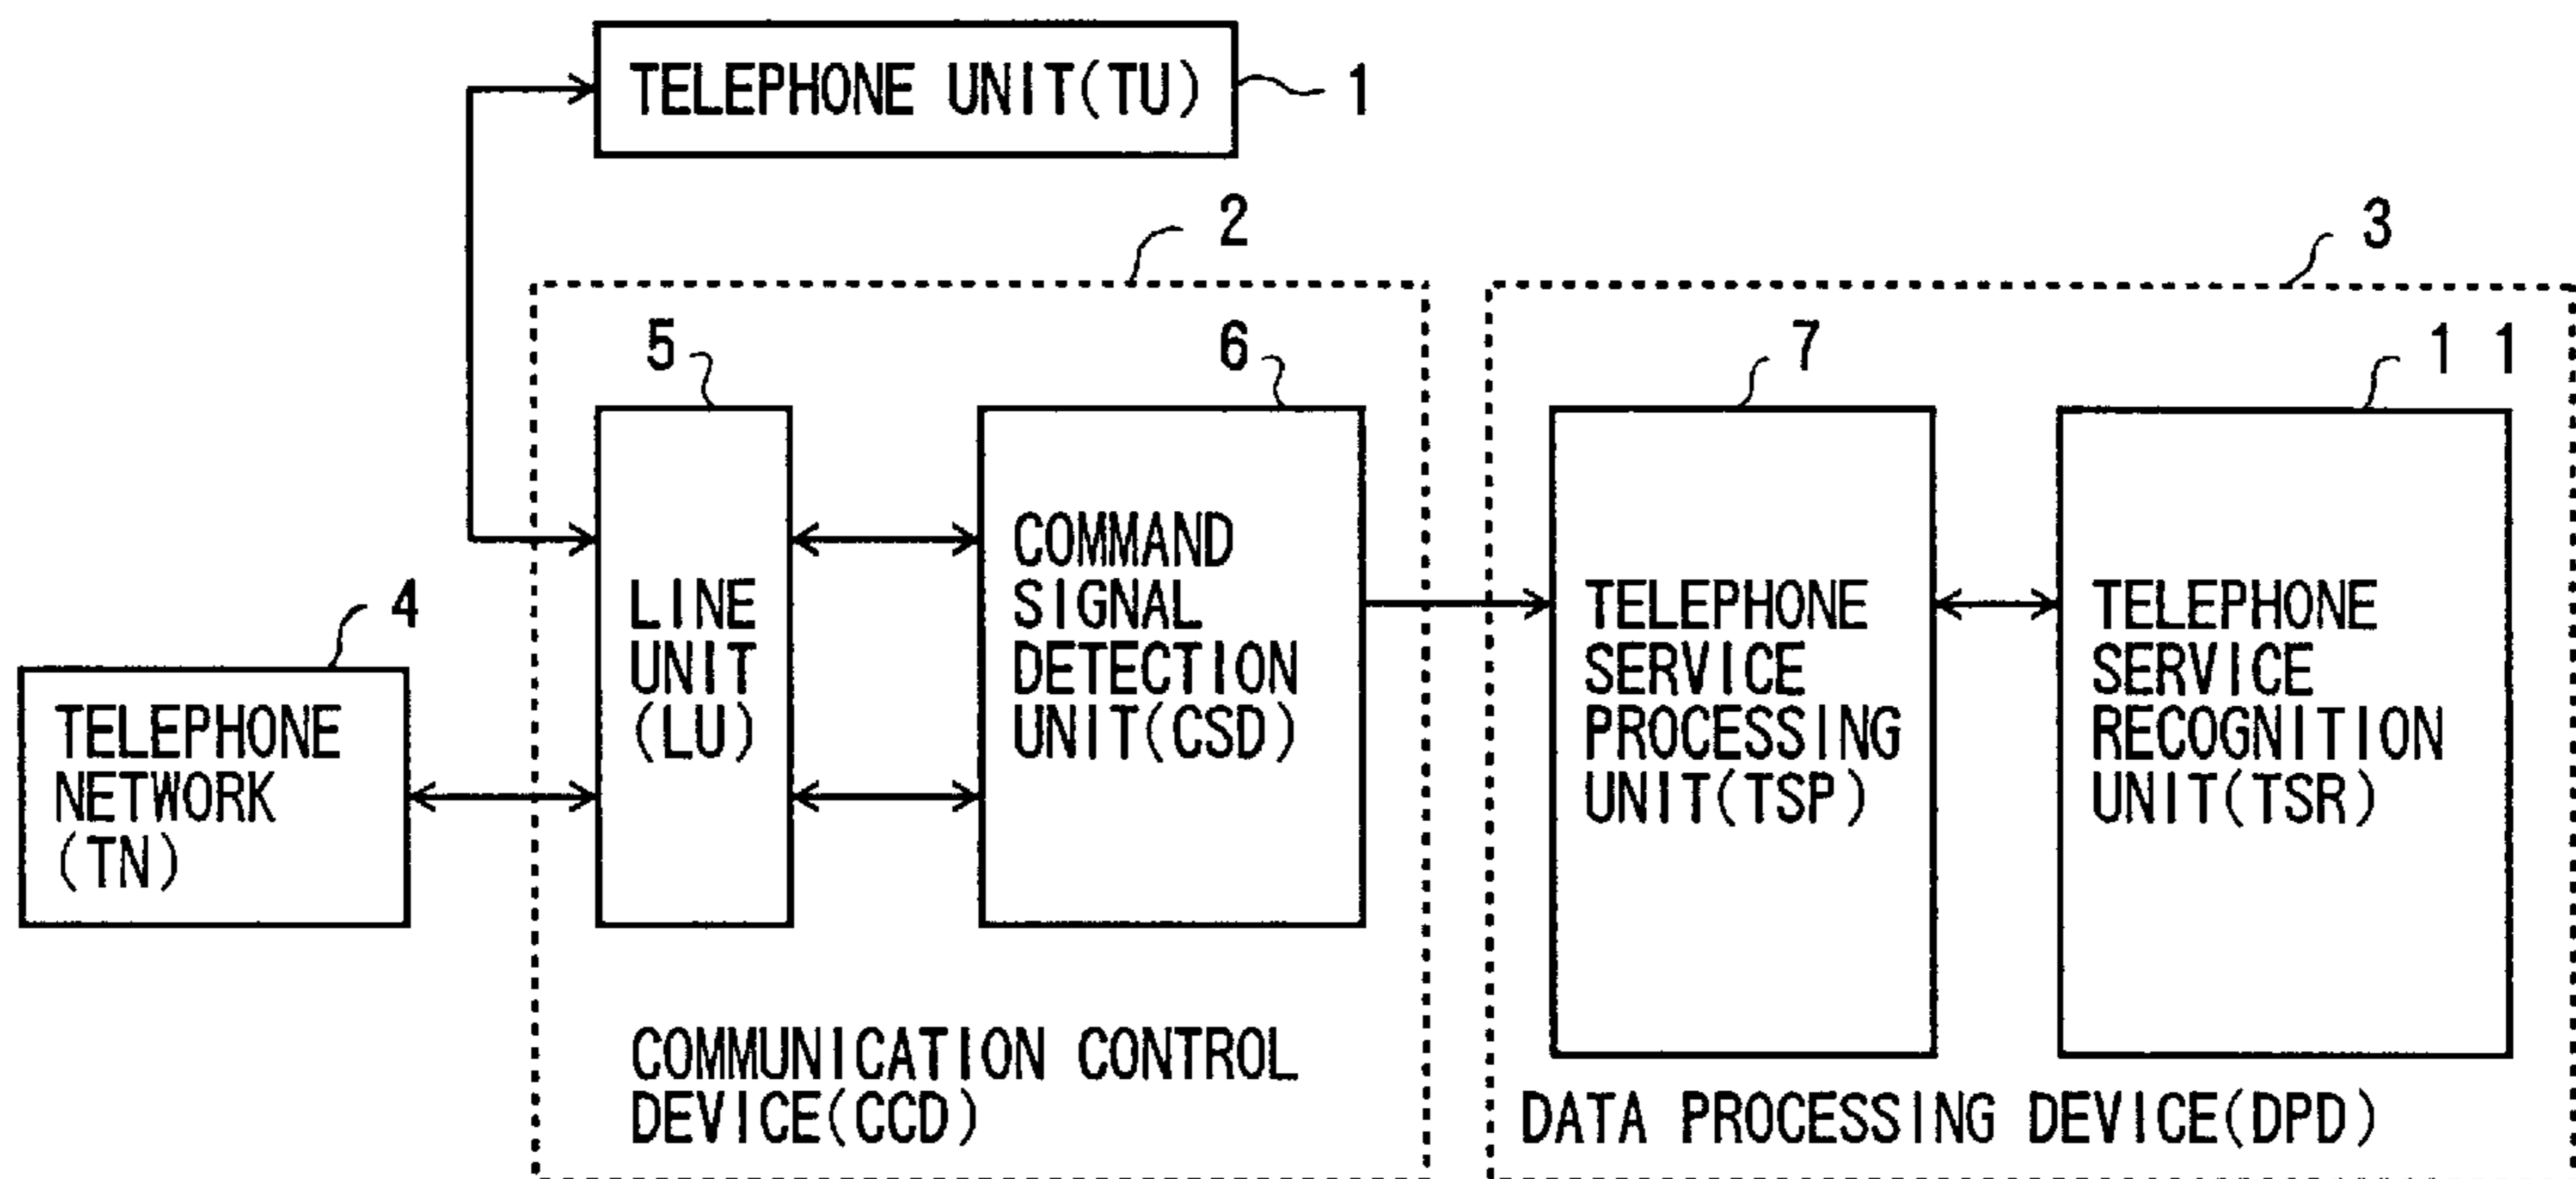 TELEPHONE UNIT(TU)
1
2
3
5
6
7
11
4
TELEPHONE
NETWORK
(TN)
LINE
UNIT
(LU)
COMMAND
SIGNAL
DETECTION
UNIT(CSD)
TELEPHONE
SERVICE
PROCESSING
UNIT(TSP)
TELEPHONE
SERVICE
RECOGNITION
UNIT(TSR)
COMMUNICATION CONTROL
DEVICE(CCD)
DATA PROCESSING DEVICE(DPD)